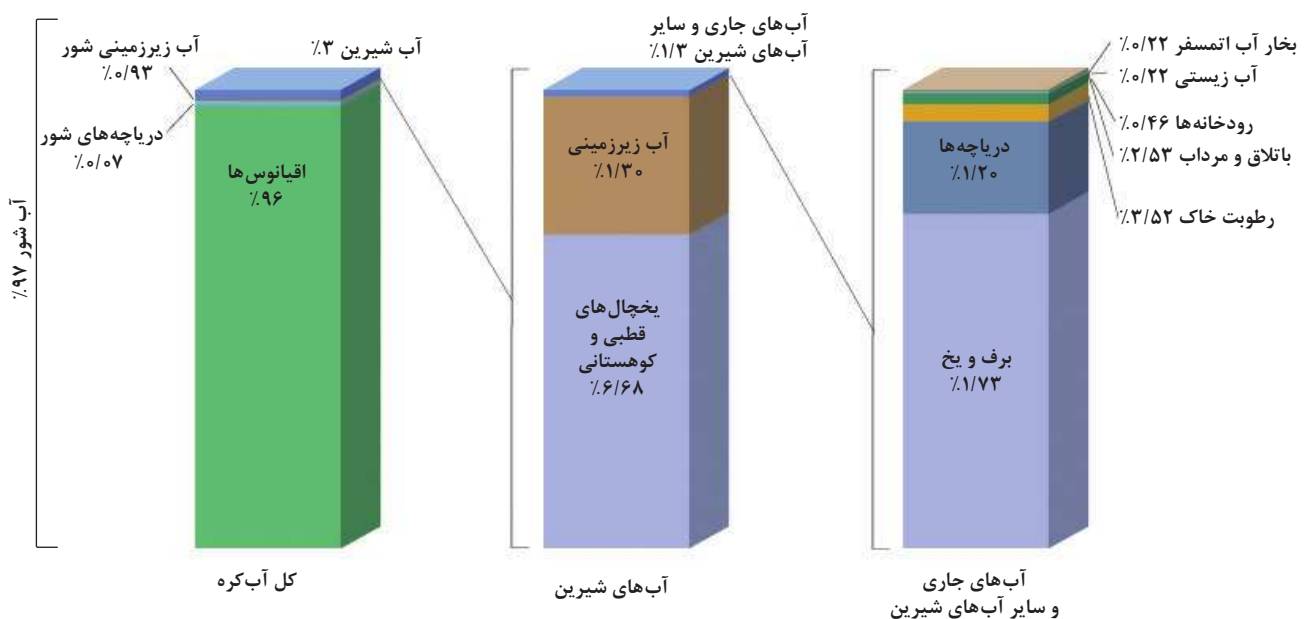 آب شور ۹۷٪
آب زیرزمینی شور
۰/۹۳٪
دریاچه‌های شور
۰/۰۷٪
آب شیرین ۳٪
اقیانوس‌ها
۹۶٪
کل آب‌کره
آب‌های جاری و سایر
آب‌های شیرین ۱/۳٪
آب زیرزمینی
۱/۳۰٪
یخچال‌های
قطبی و
کوهستانی
۶/۶۸٪
آب‌های شیرین
بخار آب اتمسفر ۰/۲۲٪
آب زیستی ۰/۲۲٪
رودخانه‌ها ۰/۴۶٪
باتلاق و مرداب ۲/۵۳٪
رطوبت خاک ۳/۵۲٪
دریاچه‌ها
۱/۲۰٪
برف و یخ
۱/۷۳٪
آب‌های جاری
و سایر آب‌های شیرین